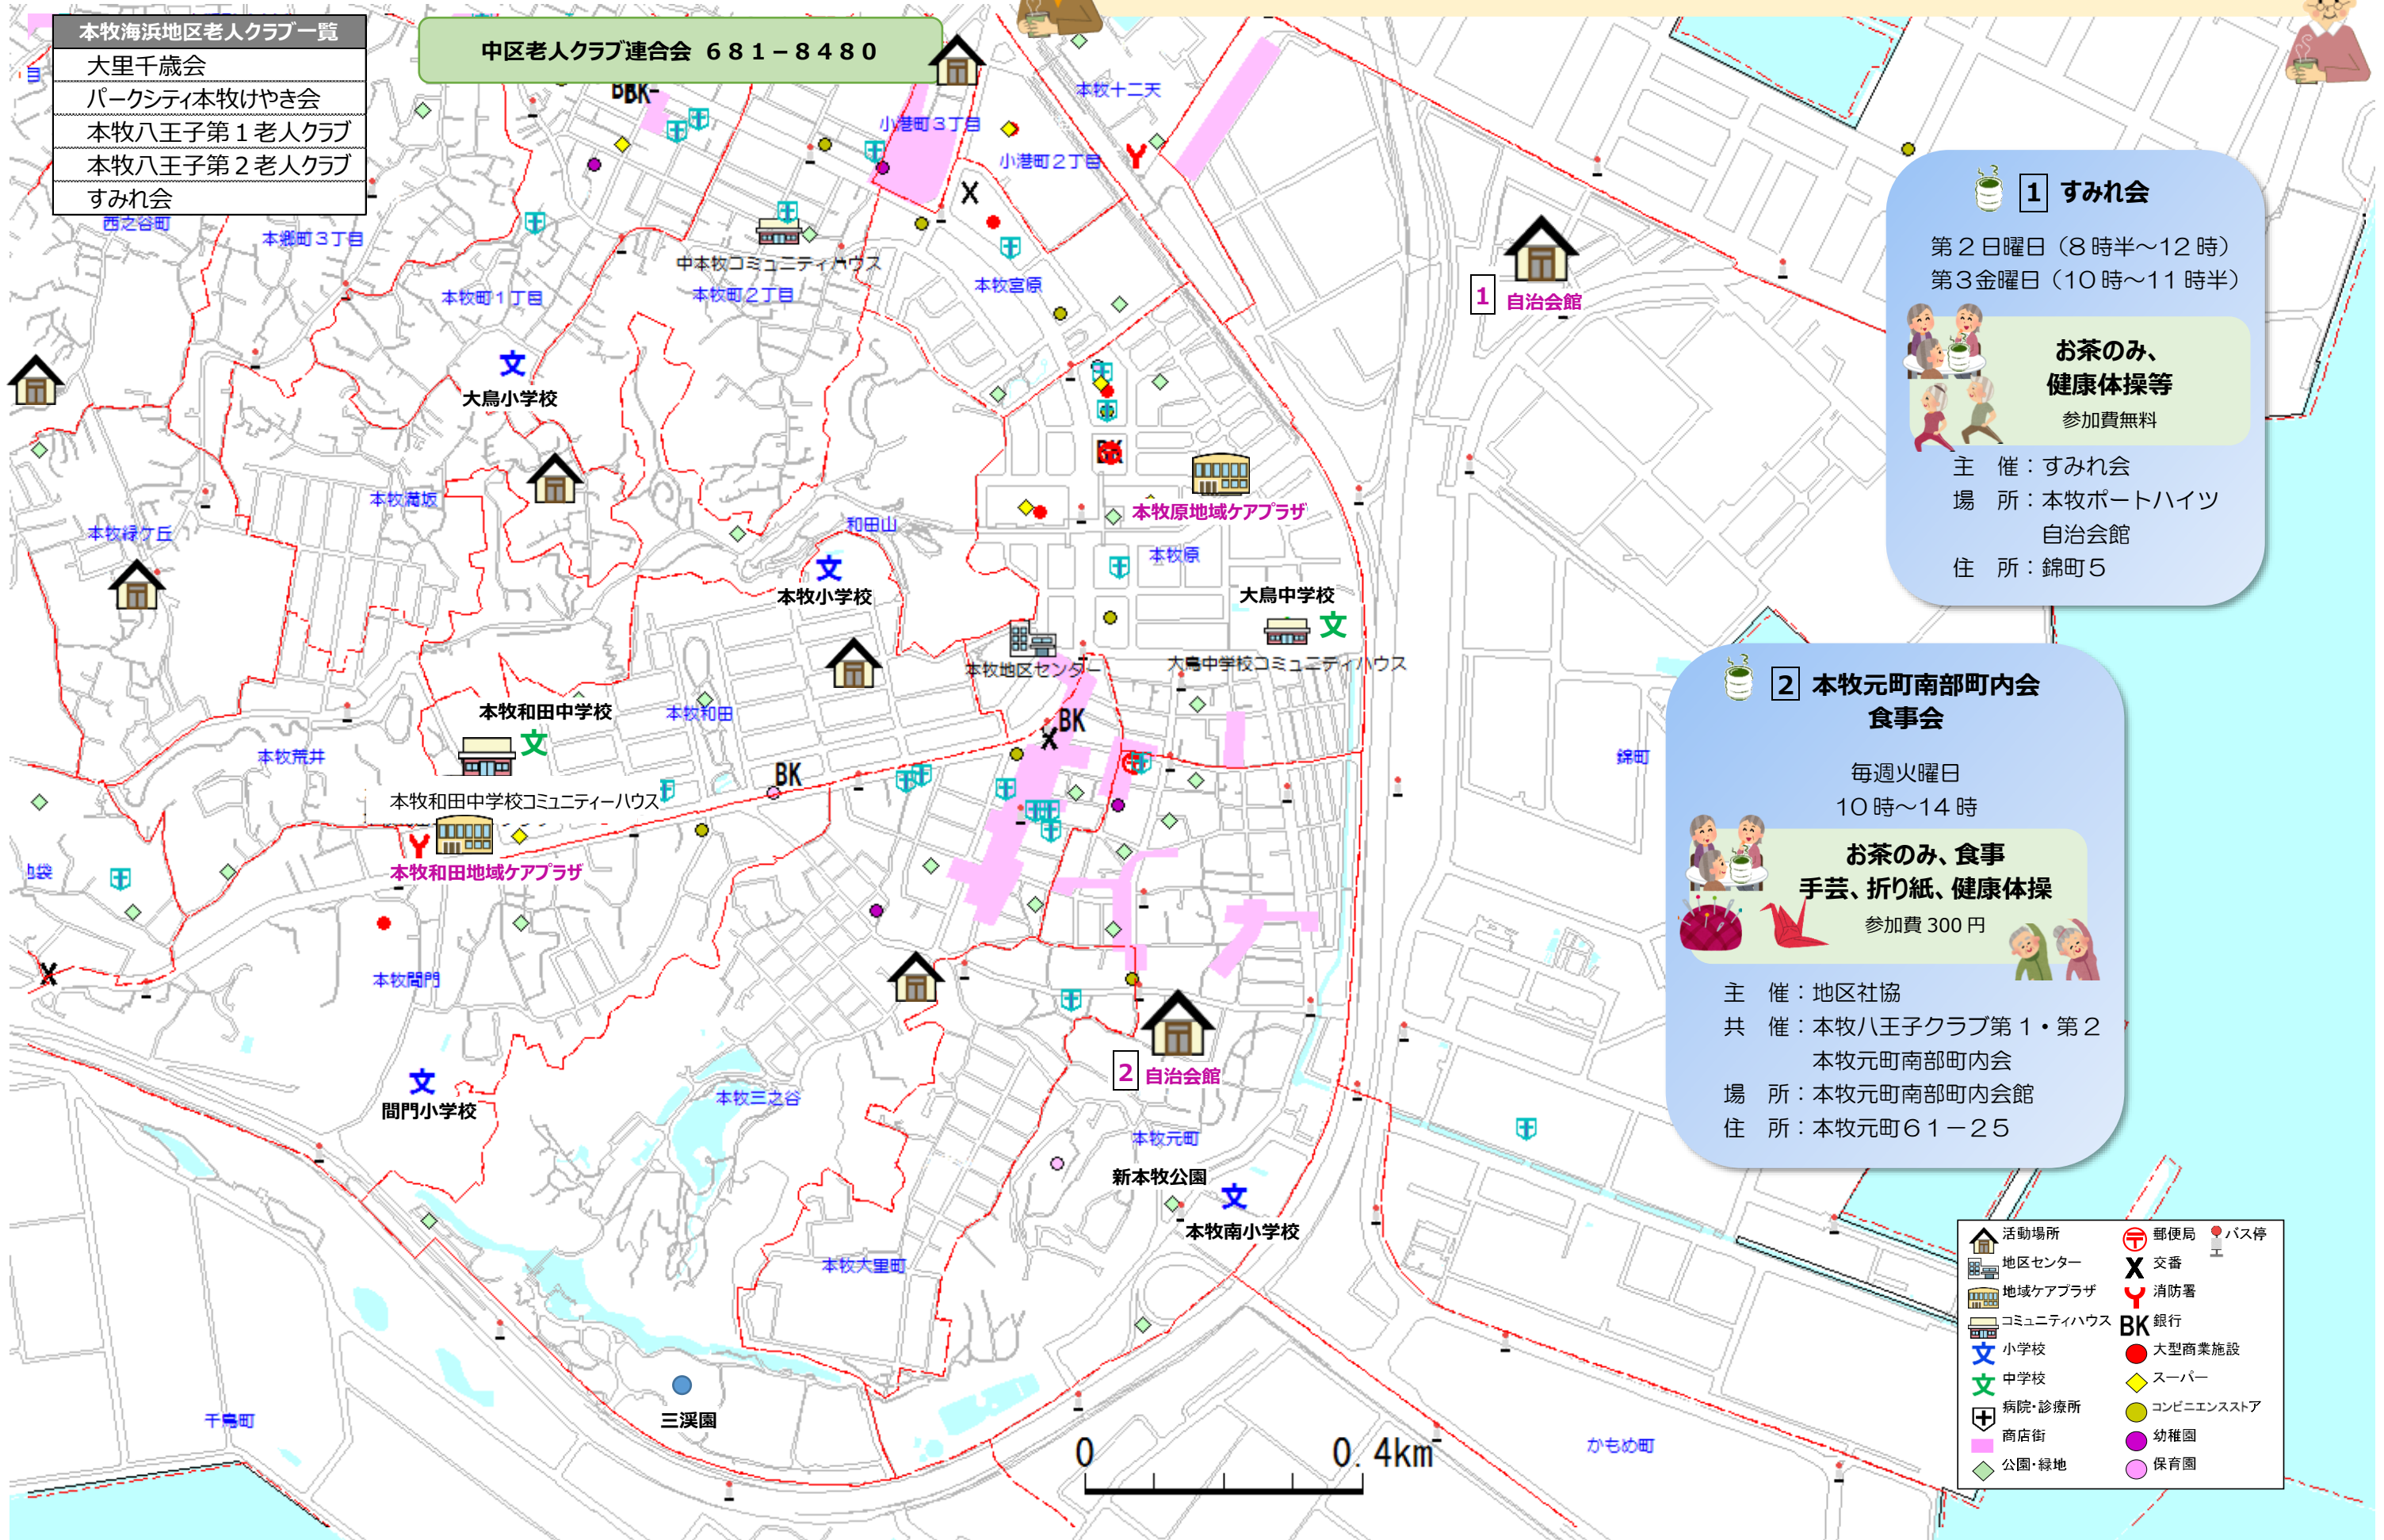 本牧海浜地区老人クラブ一覧
大里千歳会
パークシティ本牧けやき会
本牧八王子第１老人クラブ
本牧八王子第２老人クラブ
すみれ会
中区老人クラブ連合会 ６８１－８４８０
BK
本牧十二天
小港町３丁目
小港町２丁目
西之谷町
本郷町３丁目
中本牧コミュニティハウス
本牧町１丁目
本牧町２丁目
本牧宮原
1 自治会館
大鳥小学校
本牧満坂
本牧緑ケ丘
和田山
BK
本牧原地域ケアプラザ
本牧原
本牧小学校
大鳥中学校
本牧地区センター
大鳥中学校コミュニティハウス
本牧和田中学校
本牧和田
BK
本牧荒井
錦町
BK
本牧和田中学校コミュニティーハウス
本牧和田地域ケアプラザ
本牧間門
2 自治会館
間門小学校
本牧三之谷
本牧元町
新本牧公園
本牧南小学校
本牧大里町
三渓園
千鳥町
かもめ町
0 0.4km
1 すみれ会
第２日曜日（８時半～１２時）
第３金曜日（１０時～１１時半）
お茶のみ、
健康体操等
参加費無料
主　催：すみれ会
場　所：本牧ポートハイツ
自治会館
住　所：錦町５
2 本牧元町南部町内会
食事会
毎週火曜日
１０時～１４時
お茶のみ、食事
手芸、折り紙、健康体操
参加費 300 円
主　催：地区社協
共　催：本牧八王子クラブ第１・第２
本牧元町南部町内会
場　所：本牧元町南部町内会館
住　所：本牧元町６１－２５
活動場所
地区センター
地域ケアプラザ
コミュニティハウス
小学校
中学校
病院・診療所
商店街
公園・緑地
郵便局
バス停
交番
消防署
BK 銀行
大型商業施設
スーパー
コンビニエンスストア
幼稚園
保育園